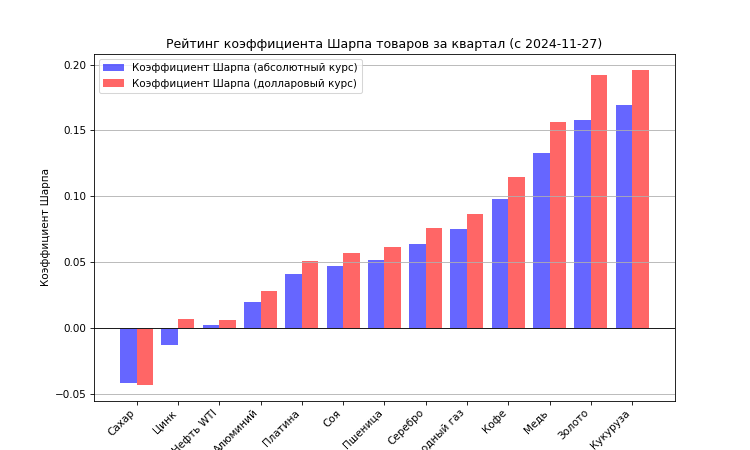 Рейтинг коэффициента Шарпа товаров за квартал (с 2024-11-27)
Коэффициент Шарпа (абсолютный курс)
Коэффициент Шарпа (долларовый курс)
Коэффициент Шарпа
0.20
0.15
0.10
0.05
0.00
−0.05
Сахар
Цинк
Нефть WTI
Алюминий
Платина
Соя
Пшеница
Серебро
газ
Кофе
Медь
Золото
Кукуруза